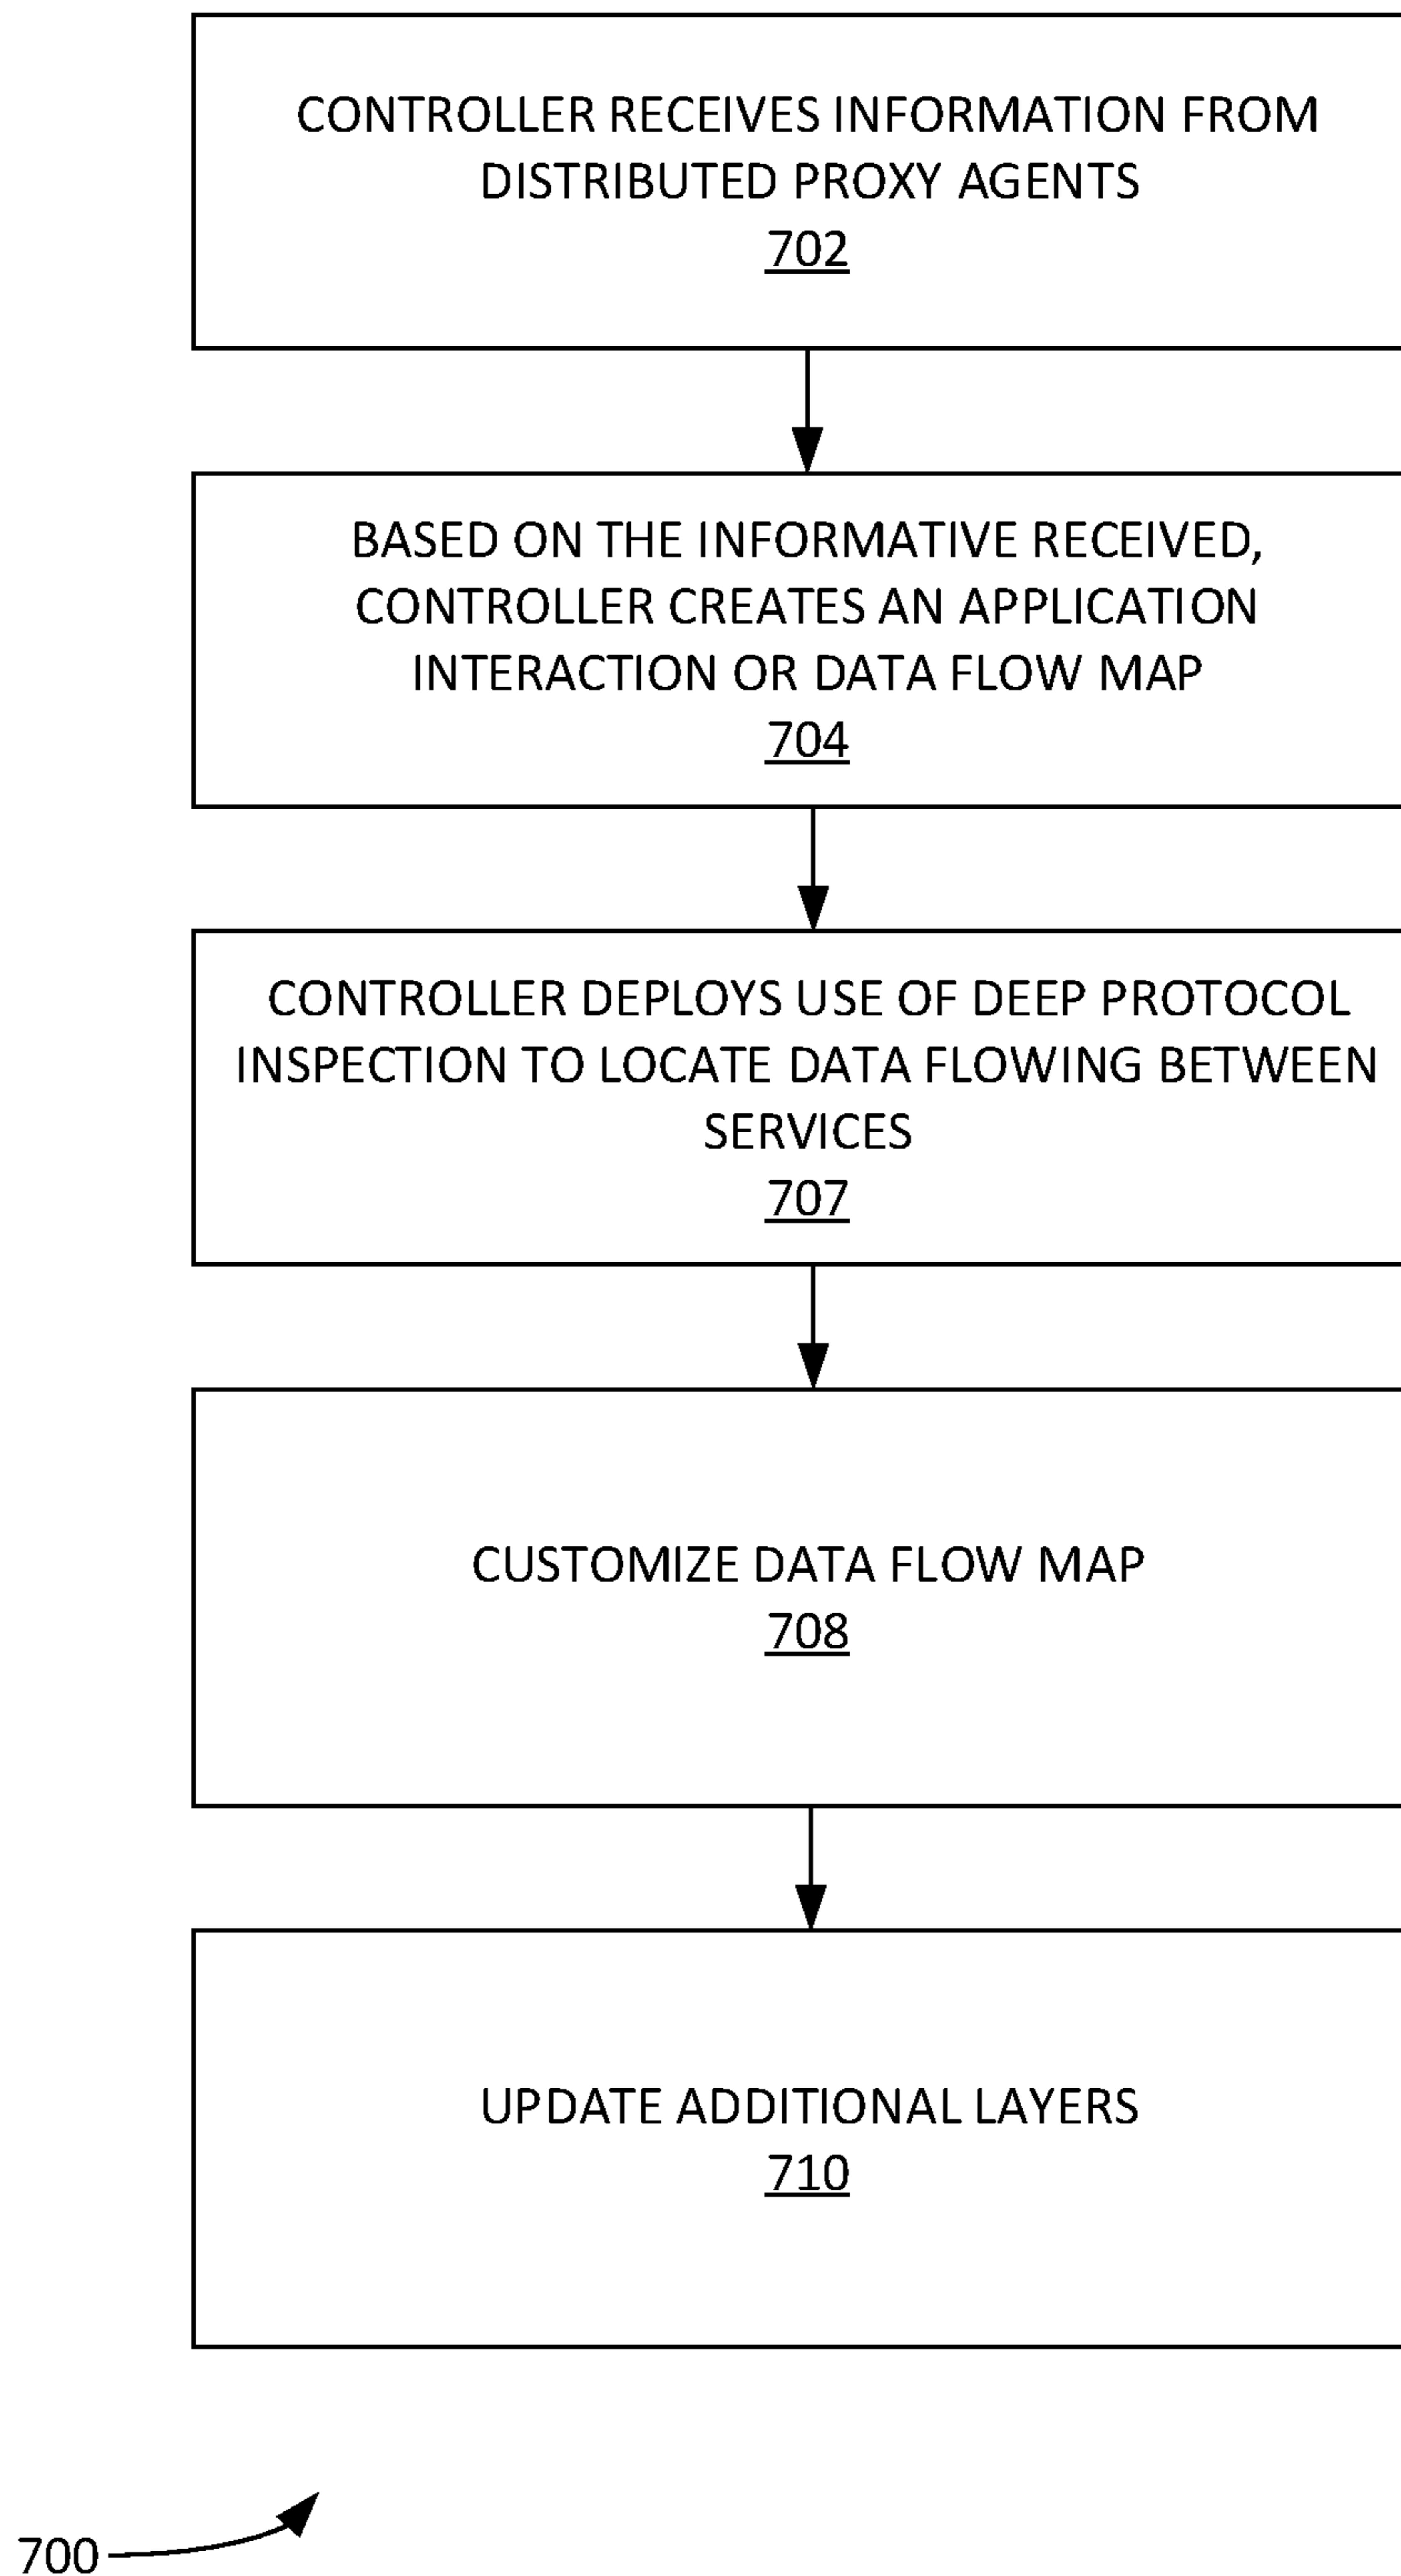 CONTROLLER RECEIVES INFORMATION FROM
DISTRIBUTED PROXY AGENTS
702
BASED ON THE INFORMATIVE RECEIVED,
CONTROLLER CREATES AN APPLICATION
INTERACTION OR DATA FLOW MAP
704
CONTROLLER DEPLOYS USE OF DEEP PROTOCOL
INSPECTION TO LOCATE DATA FLOWING BETWEEN
SERVICES
707
CUSTOMIZE DATA FLOW MAP
708
UPDATE ADDITIONAL LAYERS
710
700